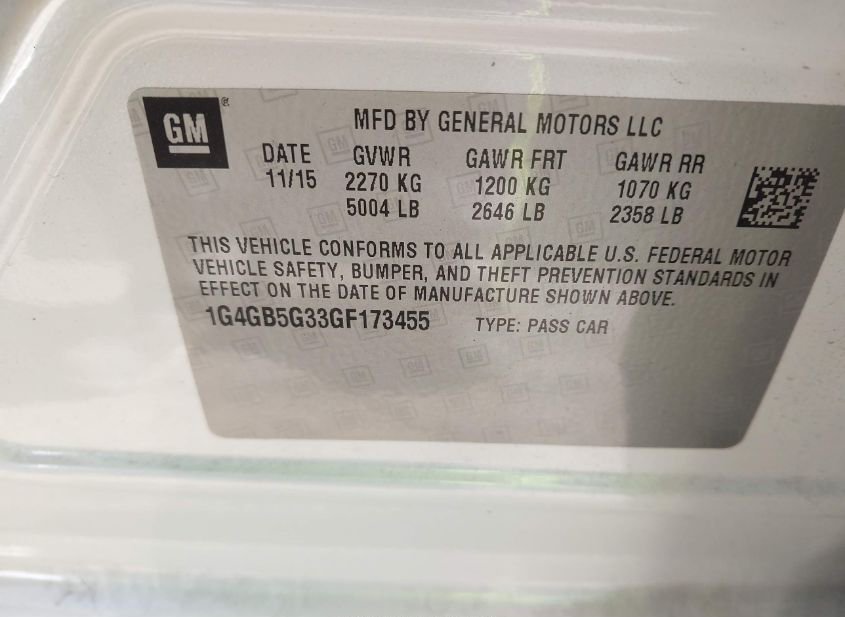 GM ®
MFD BY GENERAL MOTORS LLC
DATE GVWR GAWR FRT GAWR RR
11/15 2270 KG 1200 KG 1070 KG
5004 LB 2646 LB 2358 LB
THIS VEHICLE CONFORMS TO ALL APPLICABLE U.S. FEDERAL MOTOR
VEHICLE SAFETY, BUMPER, AND THEFT PREVENTION STANDARDS IN
EFFECT ON THE DATE OF MANUFACTURE SHOWN ABOVE.
1G4GB5G33GF173455 TYPE: PASS CAR